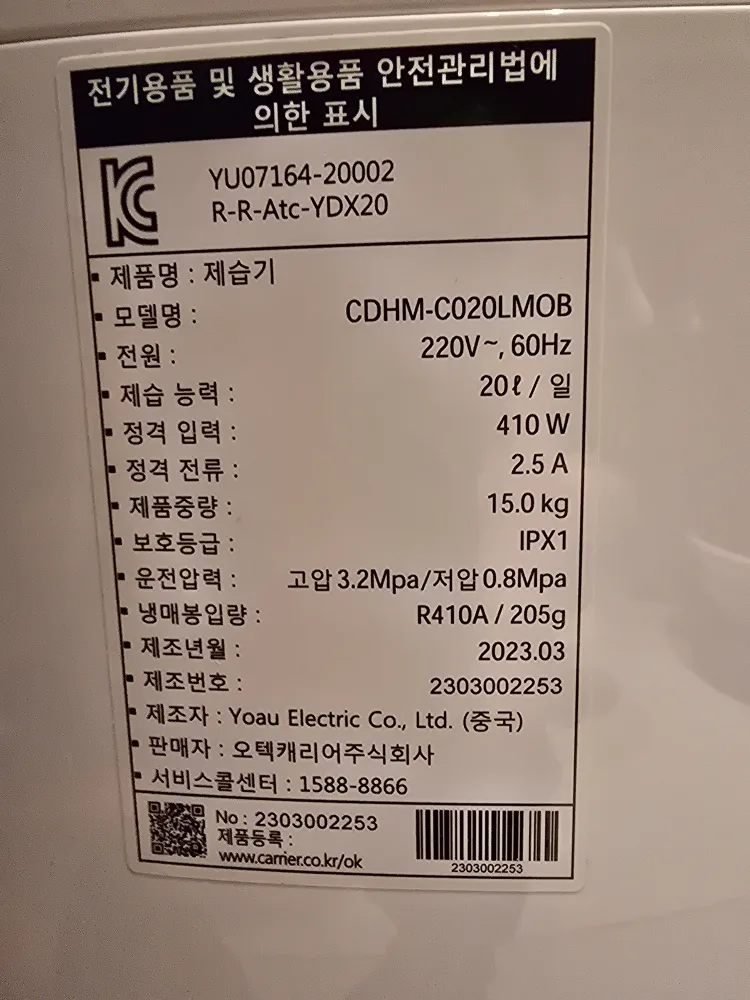 전기용품 및 생활용품 안전관리법에
의한 표시
YU07164-20002
R-R-Atc-YDX20
▪ 제품명 : 제습기
▪ 모델명 : CDHM-C020LMOB
▪ 전원 : 220V~, 60Hz
▪ 제습 능력 : 20ℓ / 일
▪ 정격 입력 : 410 W
▪ 정격 전류 : 2.5 A
▪ 제품중량 : 15.0 kg
▪ 보호등급 : IPX1
▪ 운전압력 : 고압 3.2Mpa/저압 0.8Mpa
▪ 냉매봉입량 : R410A / 205g
▪ 제조년월 : 2023.03
▪ 제조번호 : 2303002253
▪ 제조자 : Yoau Electric Co., Ltd. (중국)
▪ 판매자 : 오텍캐리어주식회사
▪ 서비스콜센터 : 1588-8866
No : 2303002253
제품등록 :
www.carrier.co.kr/ok
2303002253